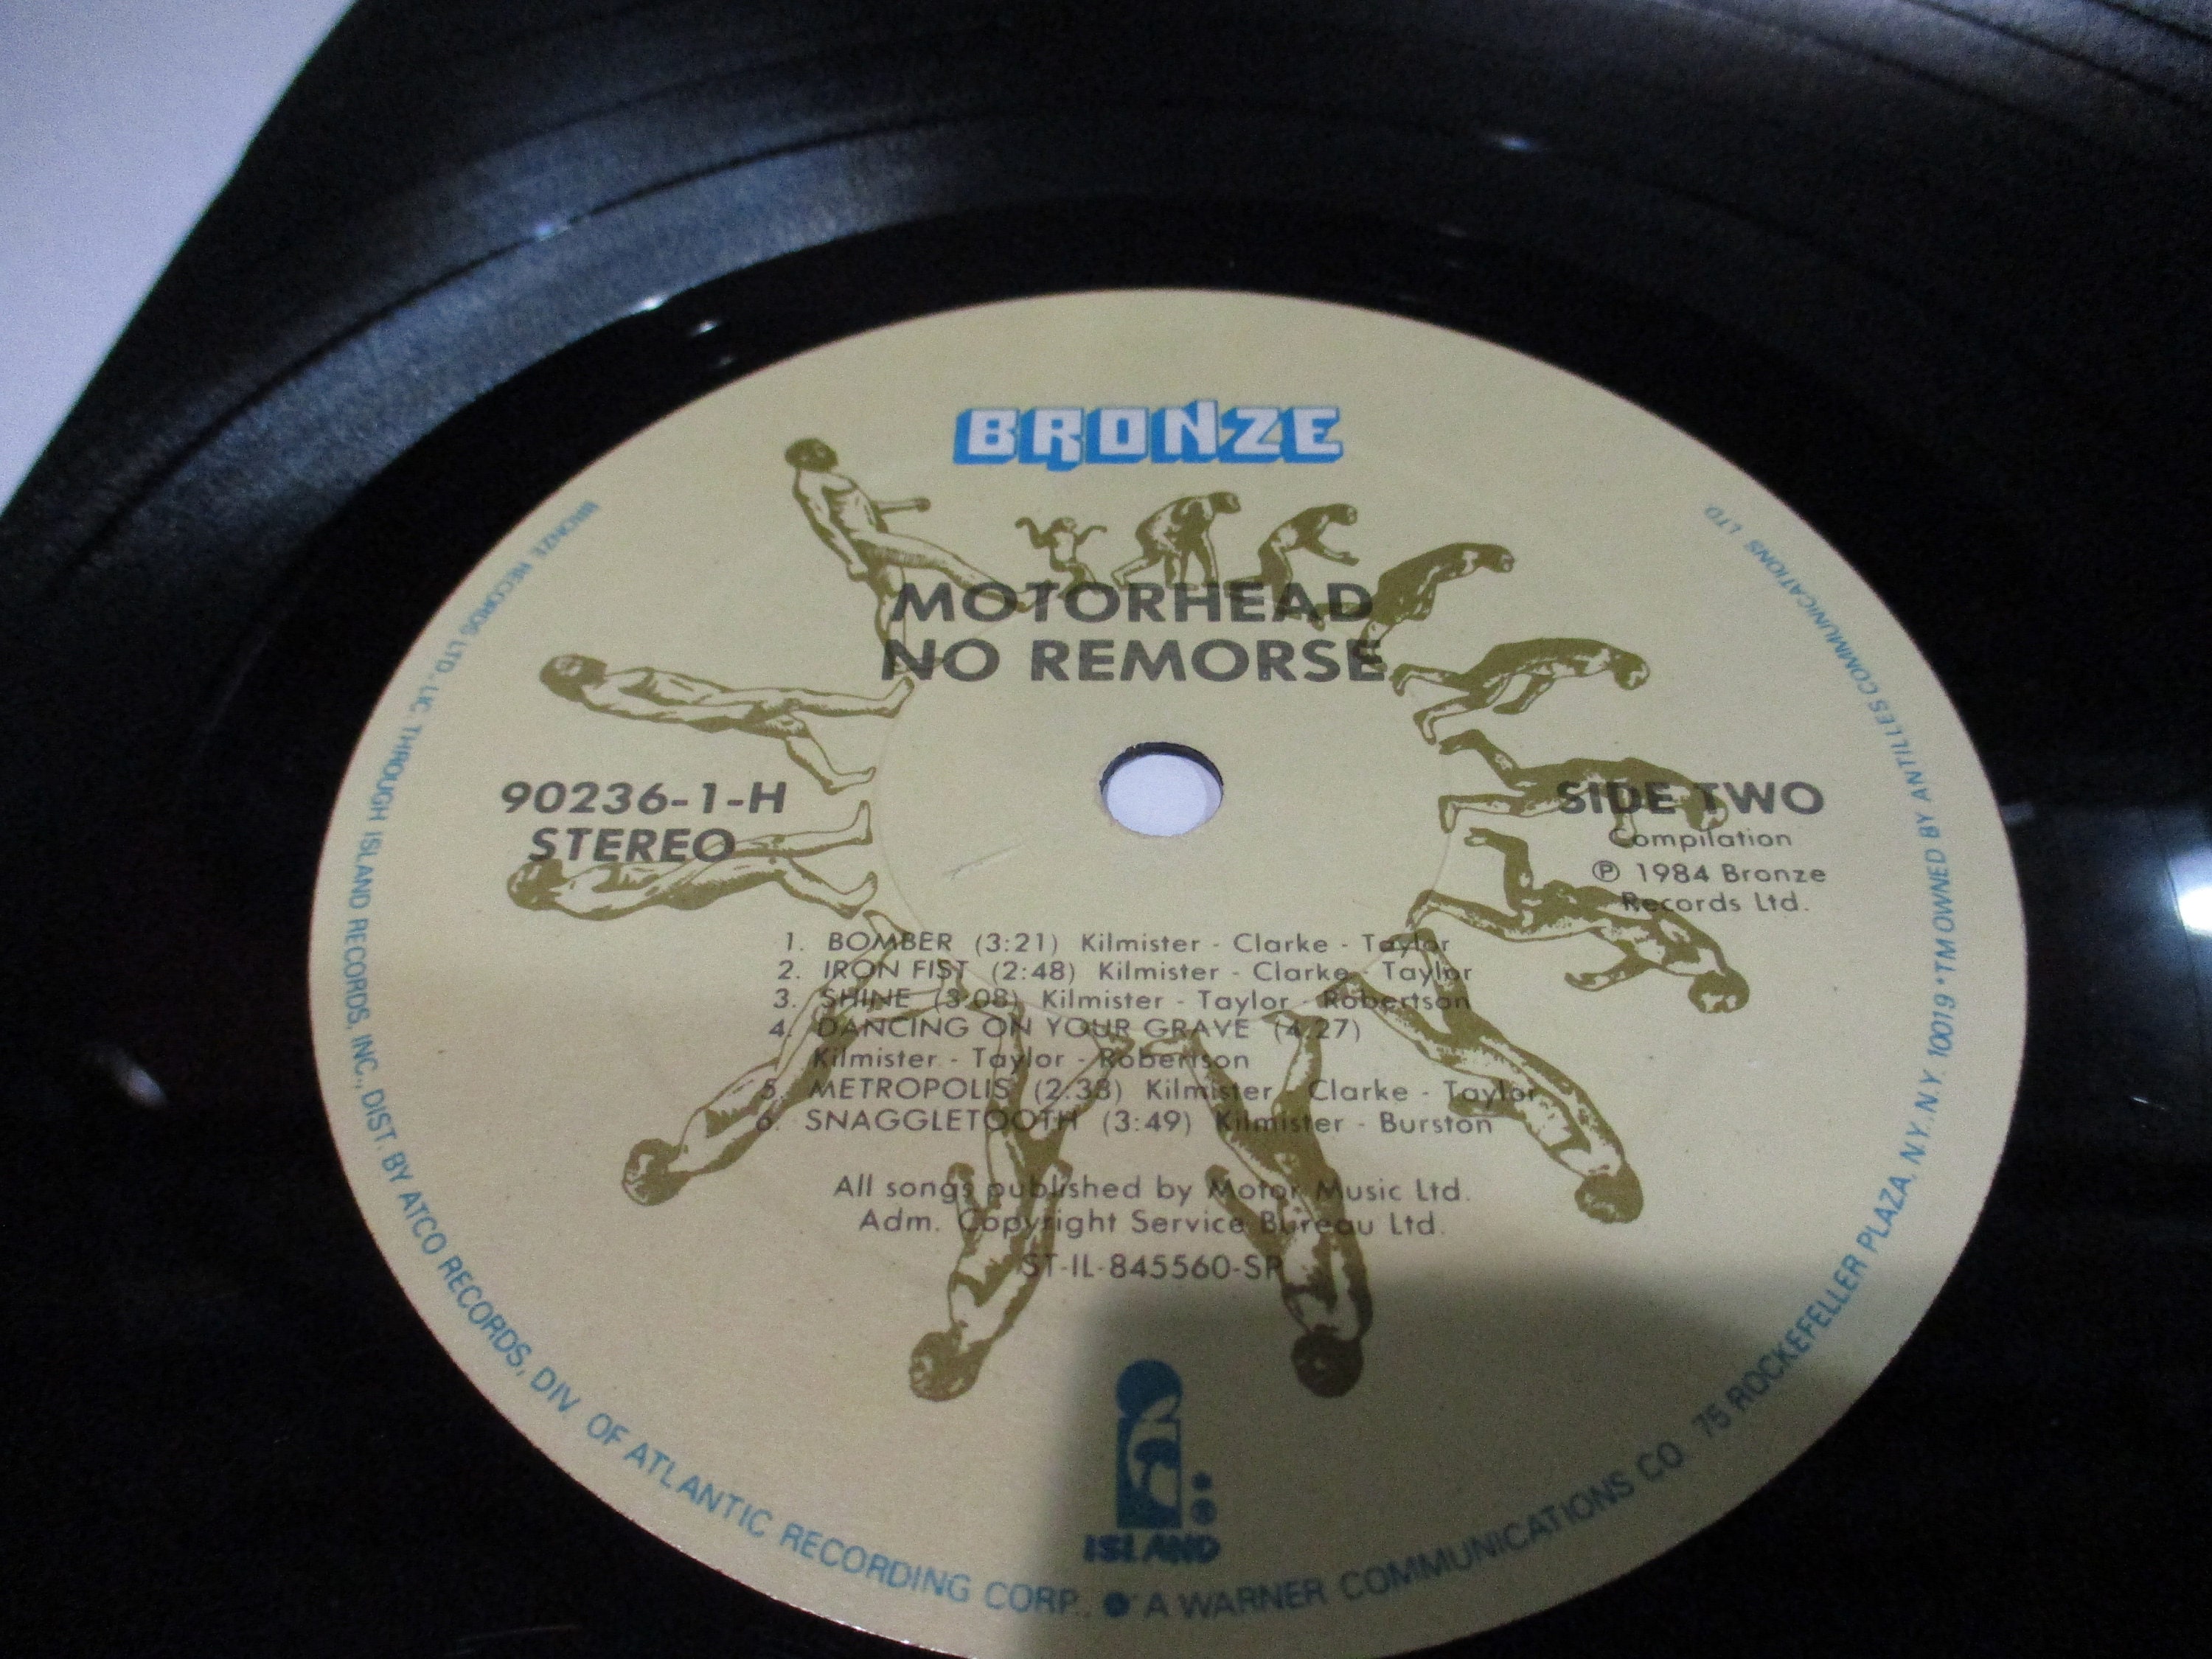 BRONZE
MOTORHEAD
NO REMORSE
90236-1-H
STEREO
SIDE TWO
Compilation
Ⓟ 1984 Bronze
Records Ltd.
1. BOMBER (3:21) Kilmister - Clarke - Taylor
2. IRON FIST (2:48) Kilmister - Clarke - Taylor
3. SHINE (3:08) Kilmister - Taylor - Robertson
4. DANCING ON YOUR GRAVE (4:27)
Kilmister - Taylor - Robertson
5. METROPOLIS (2:38) Kilmister - Clarke - Taylor
6. SNAGGLETOOTH (3:49) Kilmister - Burston
All songs published by Motor Music Ltd.
Adm. Copyright Service Bureau Ltd.
ST-IL-845560-SP
ISLAND
BRONZE RECORDS LTD. LIC. THROUGH ISLAND RECORDS, INC., DIST. BY ATCO RECORDS, DIV. OF ATLANTIC RECORDING CORP., ● A WARNER COMMUNICATIONS CO. 75 ROCKEFELLER PLAZA, N.Y., N.Y. 10019 *TM OWNED BY ANTILLES COMMUNICATIONS LTD.